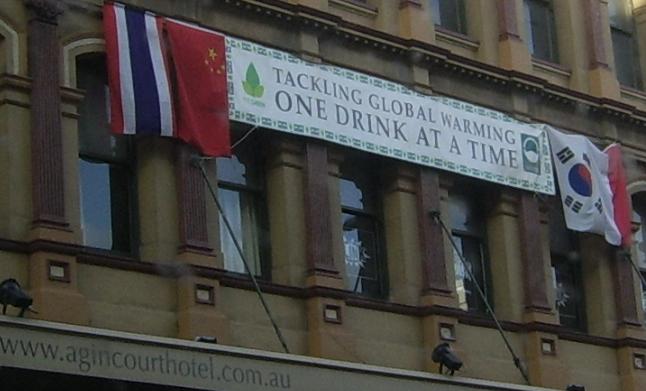 TACKLING GLOBAL WARMING
ONE DRINK AT A TIME
www.agincourthotel.com.au